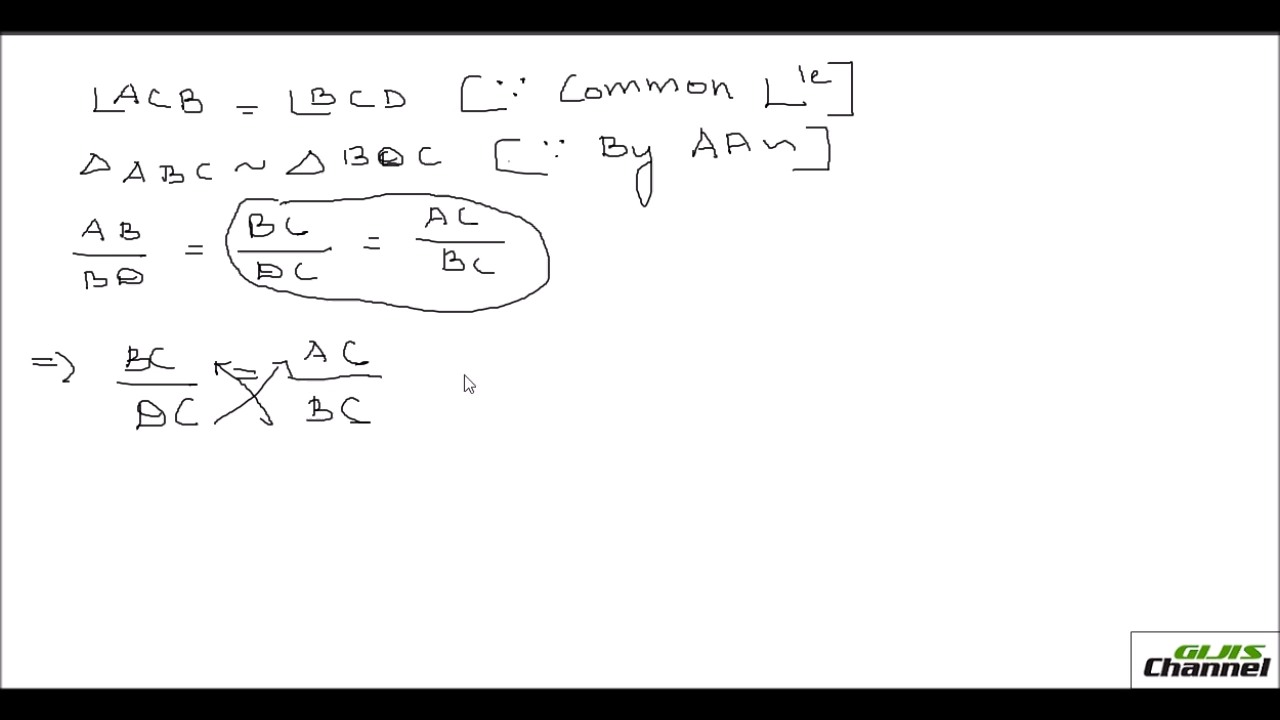 ∟ACB = ∟BCD [∵ Common ∟le]
△ABC ~ △BDC [∵ By AA~]
AB/BD = BC/DC = AC/BC
=> BC/DC = AC/BC
GIJIS
Channel